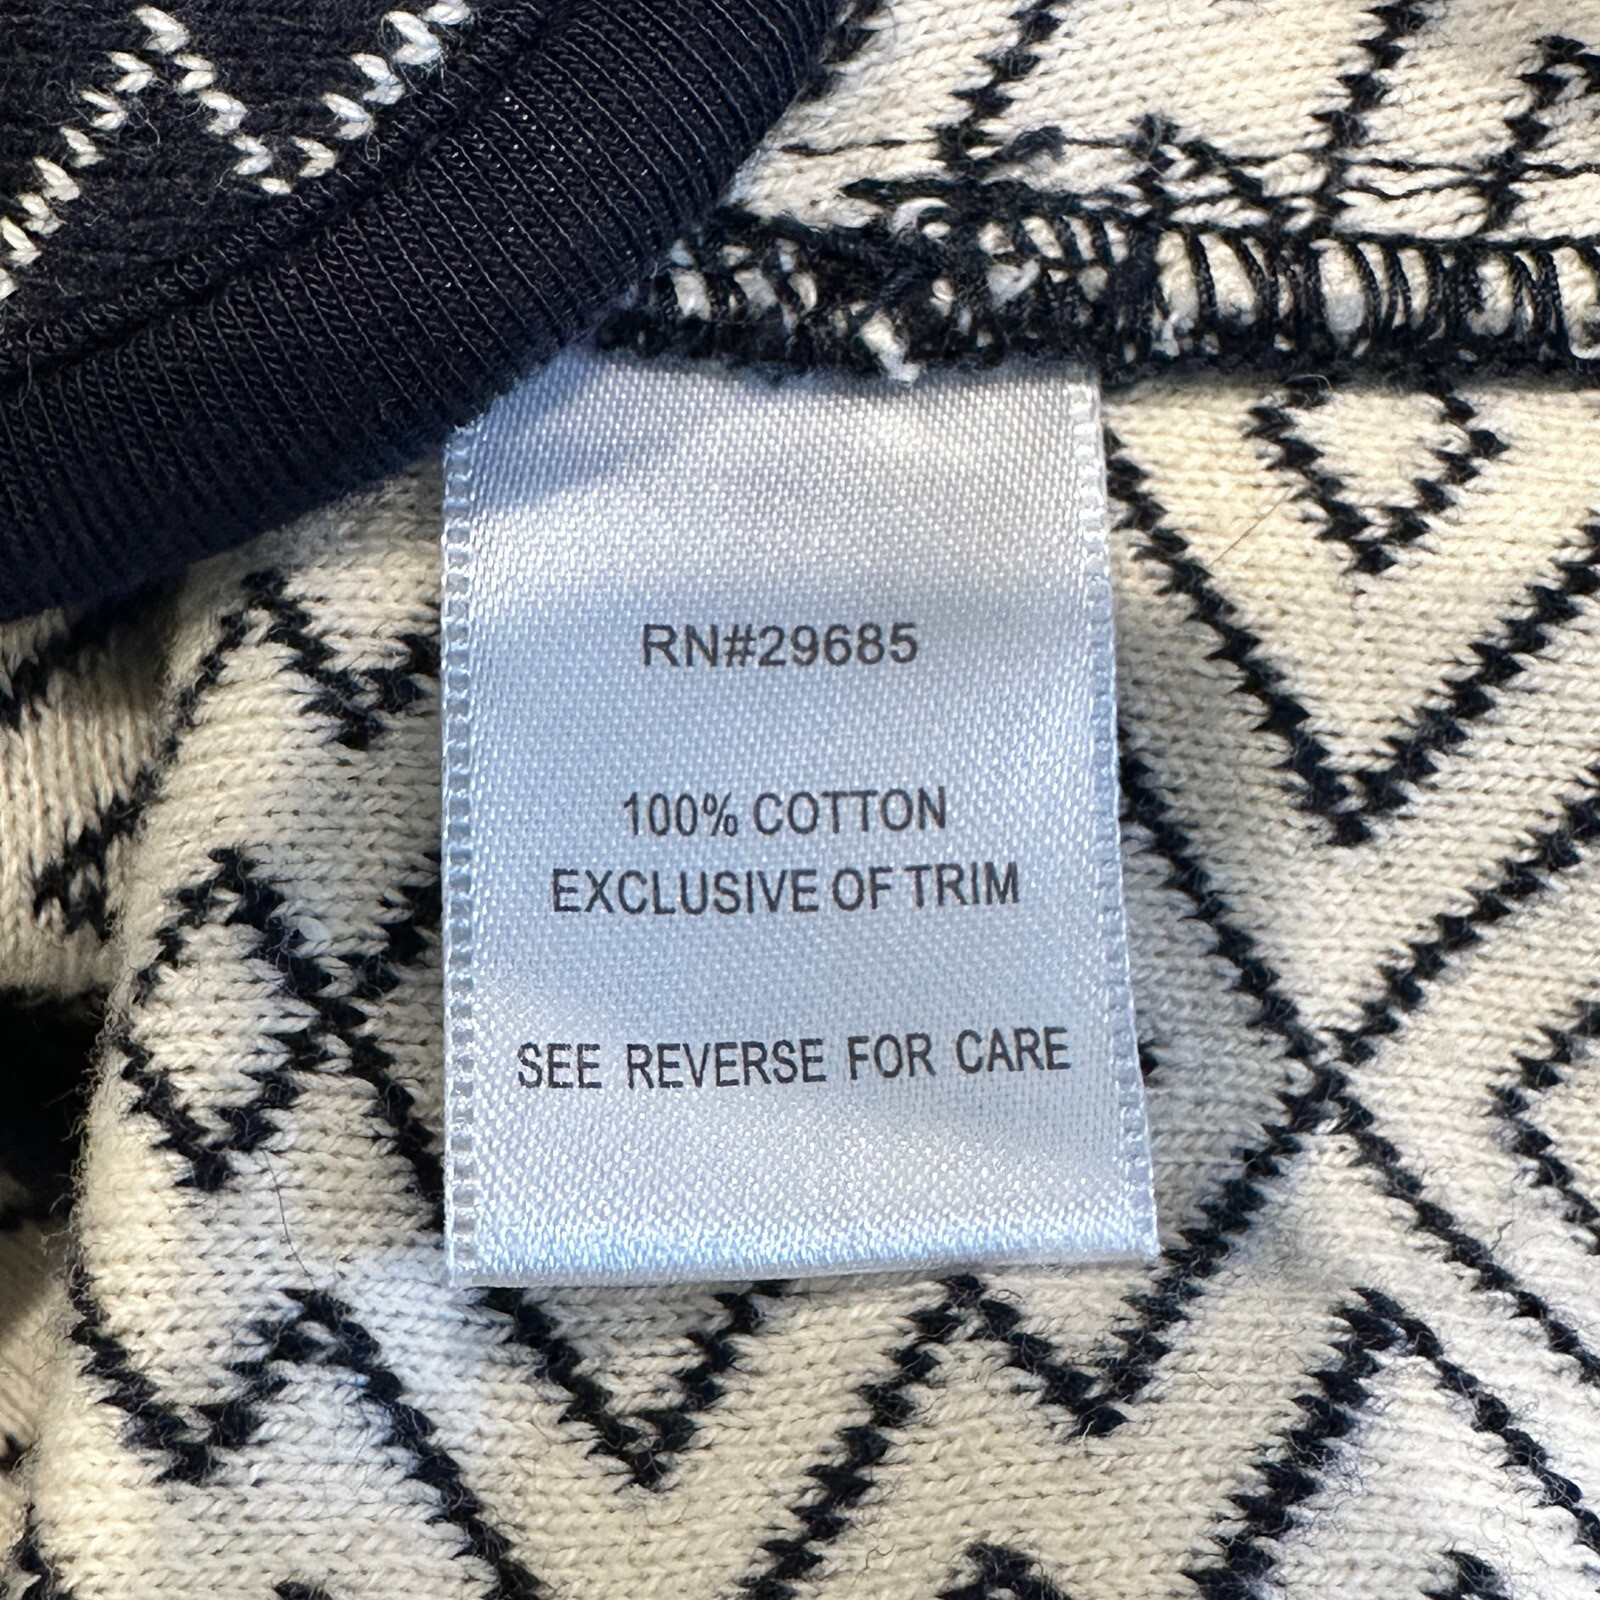 RN#29685
100% COTTON
EXCLUSIVE OF TRIM
SEE REVERSE FOR CARE